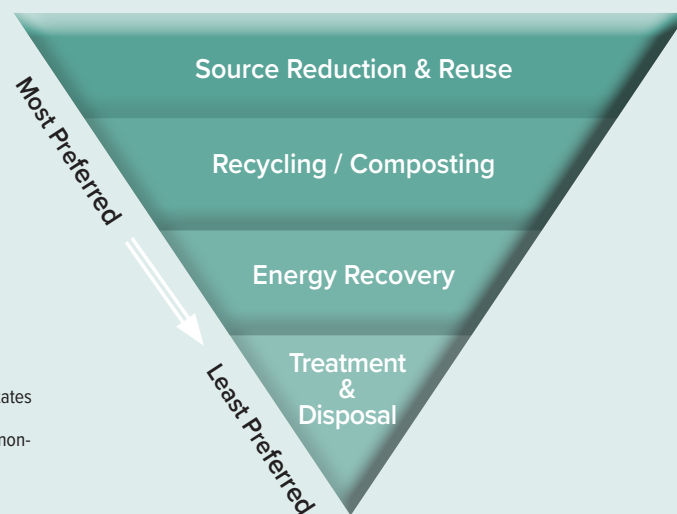 Source Reduction & Reuse
Most Preferred
Recycling / Composting
Energy Recovery
Treatment
&
Disposal
Least Preferred